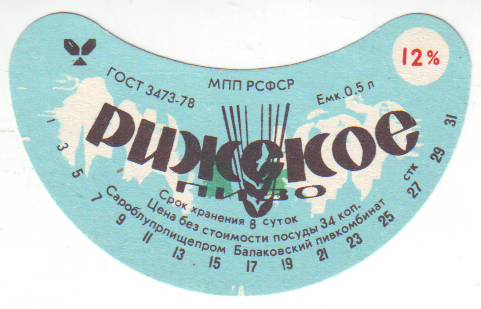 ГОСТ 3473-78
МПП РСФСР
Емк. 0,5 л
12%
Рижское
ПИВО
Срок хранения 8 суток
Цена без стоимости посуды 34 коп.
Сароблуprпищепром Балаковский пивкомбинат
1 3 5 7 9 11 13 15 17 19 21 23 25 27 29 31
стк